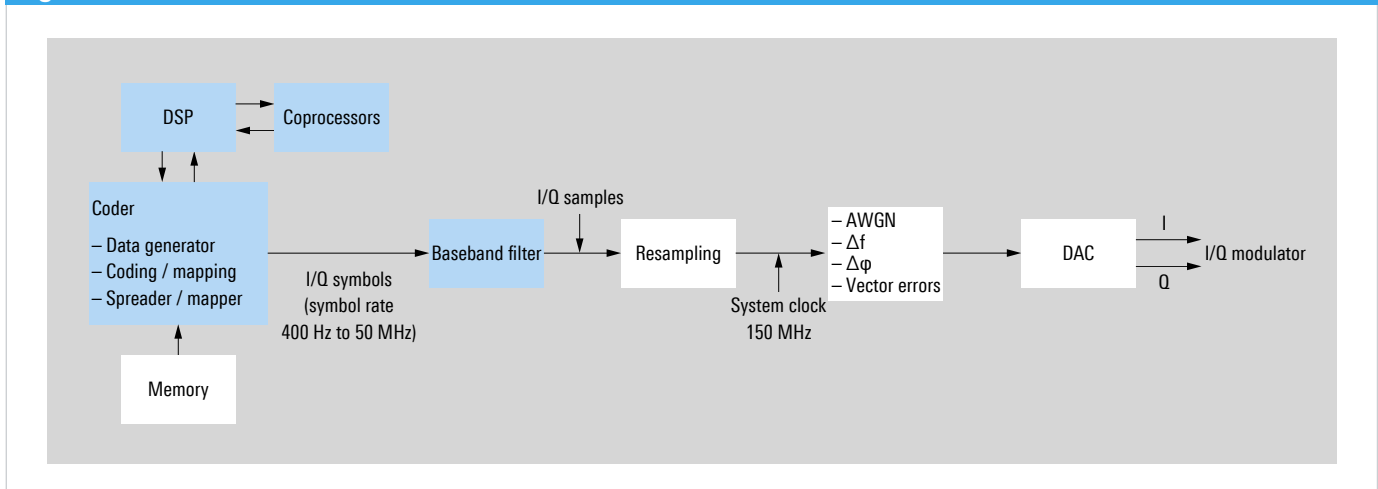 DSP
Coprocessors
Coder
– Data generator
– Coding / mapping
– Spreader / mapper
Memory
I/Q symbols
(symbol rate
400 Hz to 50 MHz)
Baseband filter
I/Q samples
Resampling
System clock
150 MHz
– AWGN
– Δf
– Δφ
– Vector errors
DAC
I
Q
I/Q modulator